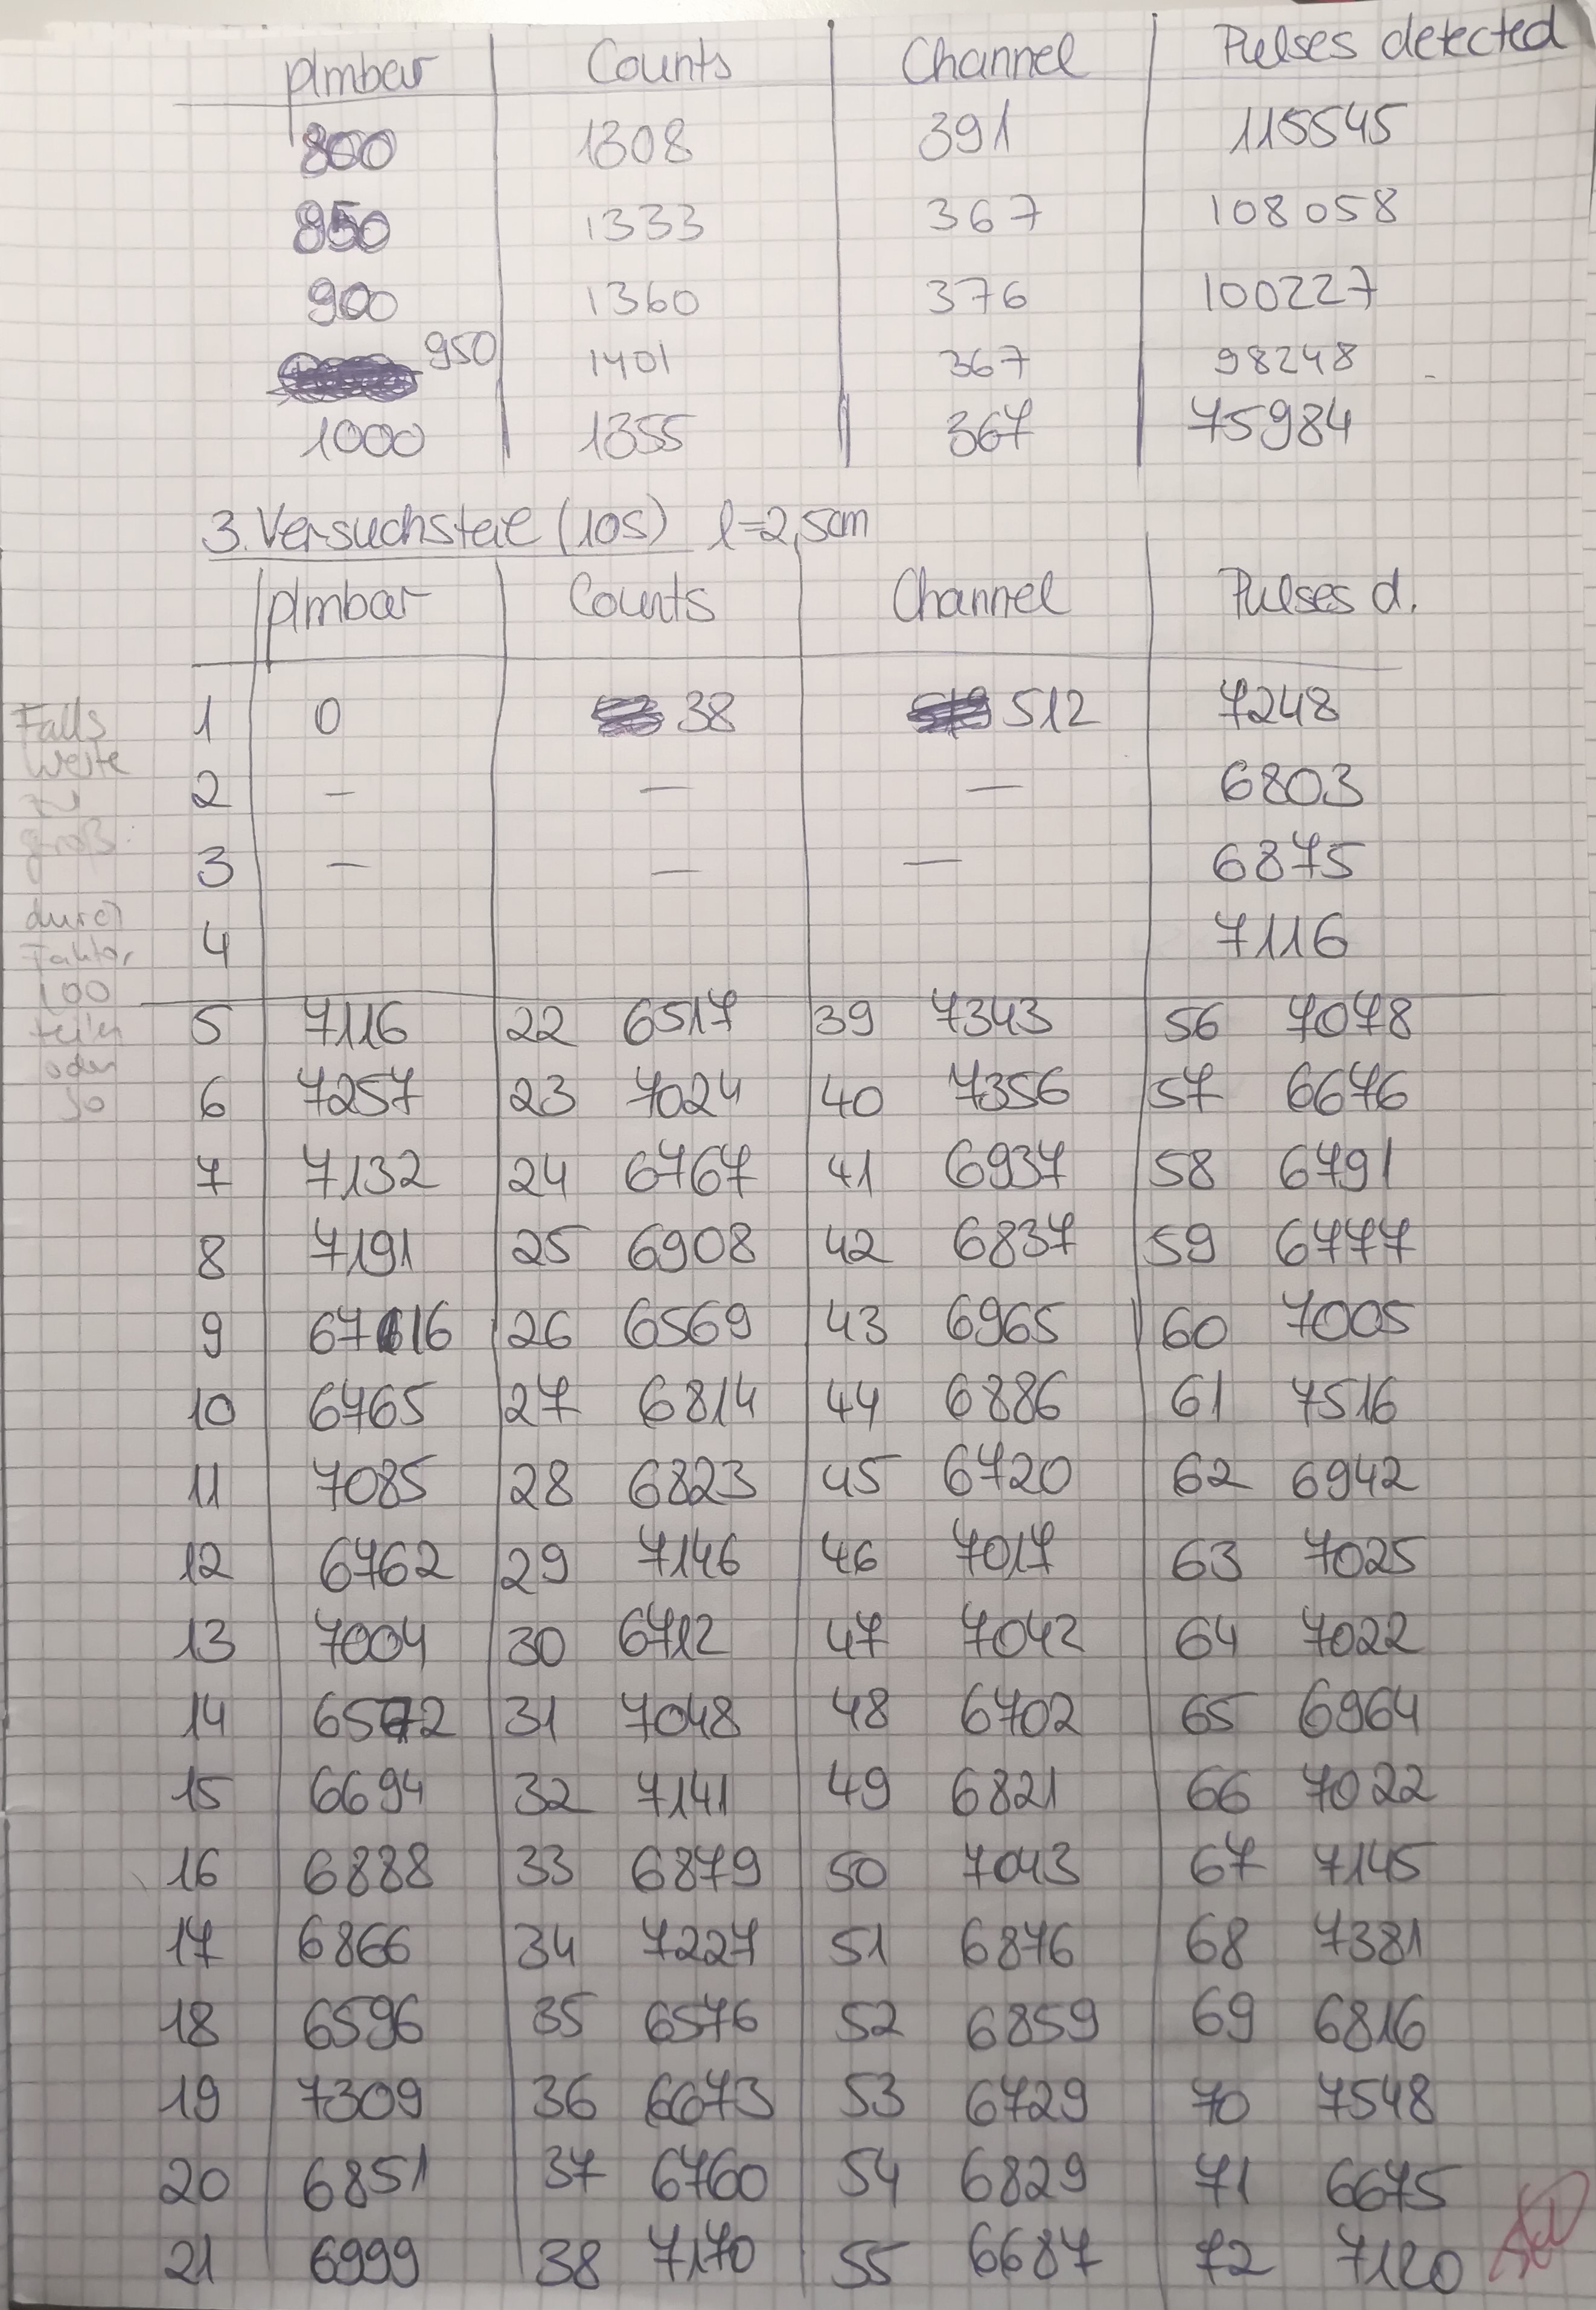 p/mbar Counts Channel Pulses detected
800 1308 391 115545
850 1333 367 108058
900 1360 376 100227
950 1401 367 98248
1000 1355 367 75984
3. Versuchsteil (10s) l=2,5cm
p/mbar Counts Channel Pulses d.
1 0 38 512 7248
2 – — — 6803
3 — — — 6875
4 7116
5 7116 22 6517 39 7343 56 7078
6 7257 23 7024 40 7356 57 6676
7 7132 24 6767 41 6937 58 6791
8 7191 25 6908 42 6837 59 6777
9 26 6569 43 6965 60 7005
10 6765 27 6814 44 6886 61 7516
11 7085 28 6823 45 6720 62 6942
12 6762 29 7146 46 7017 63 7025
13 7004 30 6712 47 7042 64 7022
14 6572 31 7048 48 6702 65 6964
15 6694 32 7141 49 6821 66 7022
16 6888 33 6879 50 7043 67 7145
17 6866 34 7227 51 6876 68 7381
18 6596 35 6576 52 6859 69 6816
19 7309 36 6673 53 6729 70 7548
20 6851 37 6760 54 6829 71 6675
21 6999 38 7170 55 6687 72 7120
Falls
Werte
zu
groß:
durch
Faktor
100
teilen
oder
so